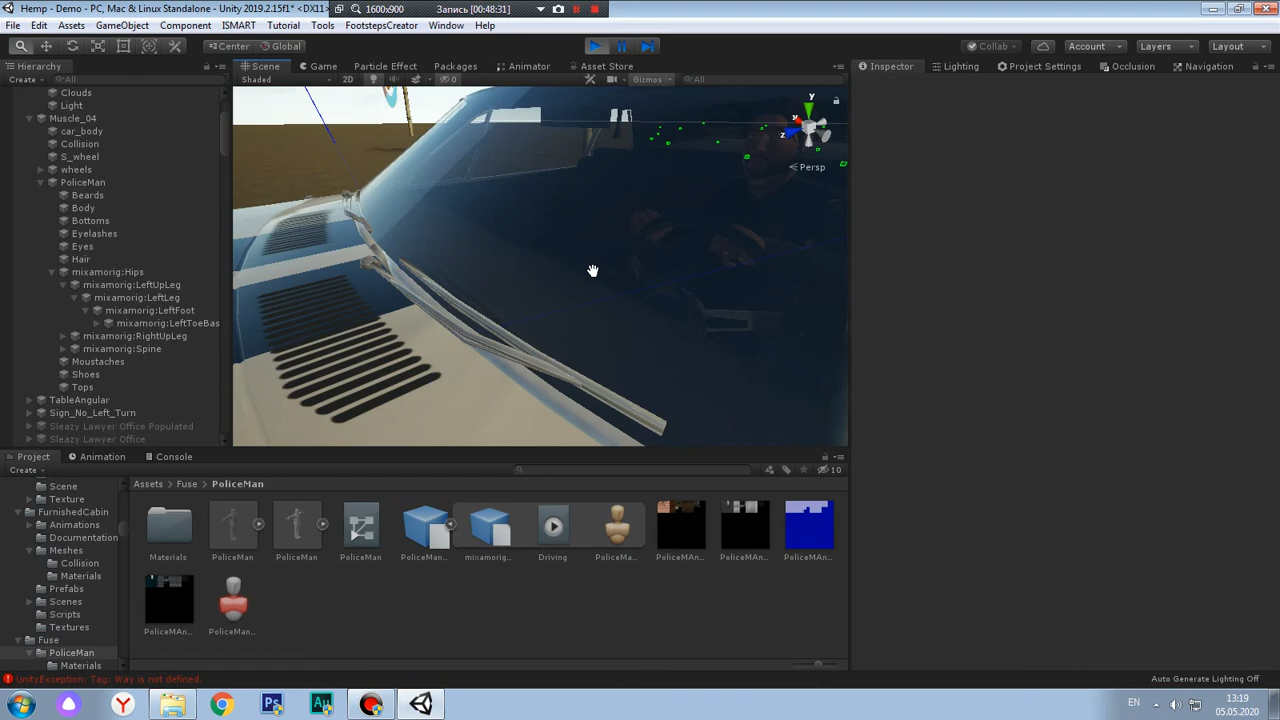 Hemp - Demo - PC, Mac & Linux Standalone - Unity 2019.2.15f1* <DX11>
1600x900
Запись [00:48:31]
File Edit Assets GameObject Component ISMART Tutorial Tools FootstepsCreator Window Help
Center Global
Collab Account Layers Layout
Hierarchy
Scene Game Particle Effect Packages Animator Asset Store
Inspector Lighting Project Settings Occlusion Navigation
Create All
Shaded 2D 0 Gizmos All
Clouds
Light
Muscle_04
car_body
Collision
S_wheel
wheels
PoliceMan
Beards
Body
Bottoms
Eyelashes
Eyes
Hair
mixamorig:Hips
mixamorig:LeftUpLeg
mixamorig:LeftLeg
mixamorig:LeftFoot
mixamorig:LeftToeBas
mixamorig:RightUpLeg
mixamorig:Spine
Moustaches
Shoes
Tops
TableAngular
Sign_No_Left_Turn
Sleazy Lawyer Office Populated
Sleazy Lawyer Office
y
x
z
Persp
Project Animation Console
Create 10
Scene
Texture
FurnishedCabin
Animations
Documentation
Meshes
Collision
Materials
Prefabs
Scenes
Scripts
Textures
Fuse
PoliceMan
Materials
Assets Fuse PoliceMan
Materials PoliceMan PoliceMan PoliceMan PoliceMan... mixamorig... Driving PoliceMa... PoliceMAn... PoliceMAn... PoliceMAn...
PoliceMAn... PoliceMan...
UnityException: Tag: Way is not defined.
Auto Generate Lighting Off
Y Ps Au
EN
13:19
05.05.2020